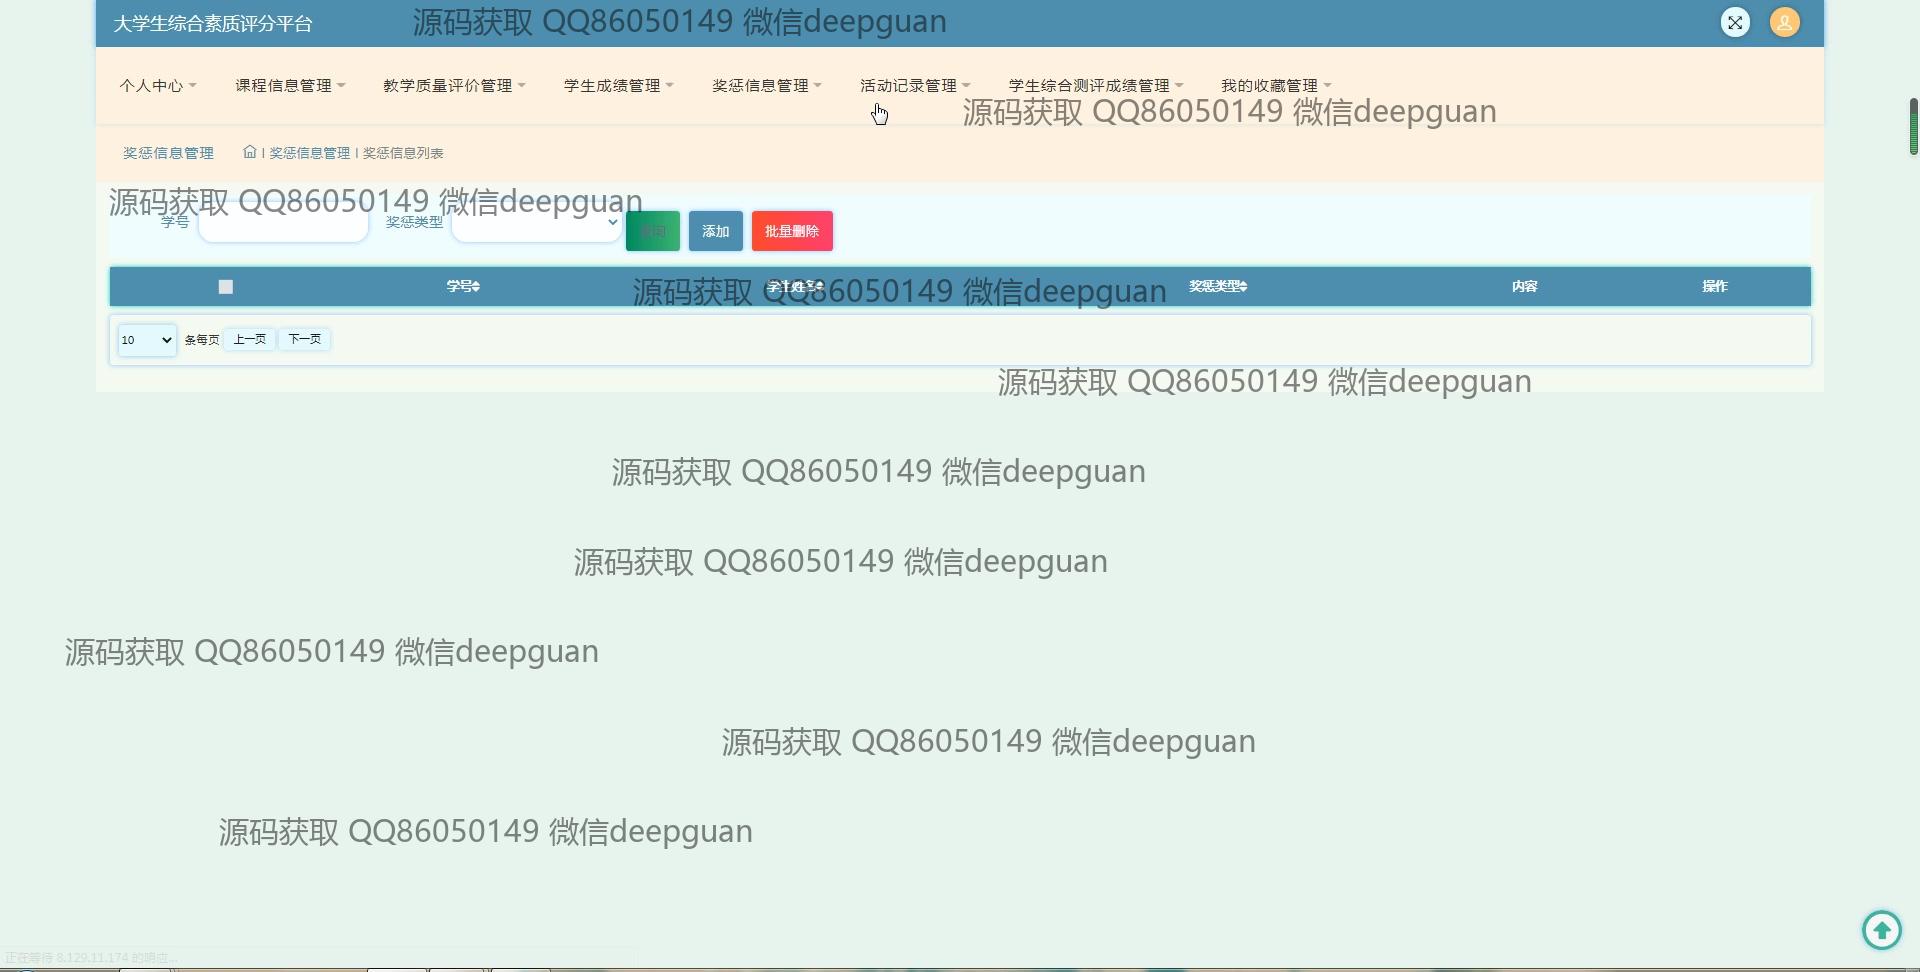 大学生综合素质评分平台
源码获取 QQ86050149 微信deepguan
个人中心 课程信息管理 教学质量评价管理 学生成绩管理 奖惩信息管理 活动记录管理 学生综合测评成绩管理 我的收藏管理
源码获取 QQ86050149 微信deepguan
奖惩信息管理 | 奖惩信息管理 | 奖惩信息列表
源码获取 QQ86050149 微信deepguan
学号 奖惩类型 添加 批量删除
学号 学生姓名 奖惩类型 内容 操作
源码获取 QQ86050149 微信deepguan
10 条每页 上一页 下一页
源码获取 QQ86050149 微信deepguan
源码获取 QQ86050149 微信deepguan
源码获取 QQ86050149 微信deepguan
源码获取 QQ86050149 微信deepguan
源码获取 QQ86050149 微信deepguan
源码获取 QQ86050149 微信deepguan
正在等待 8.129.11.174 的响应...